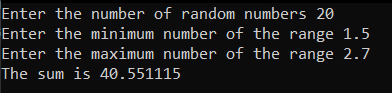 Enter the number of random numbers 20
Enter the minimum number of the range 1.5
Enter the maximum number of the range 2.7
The sum is 40.551115